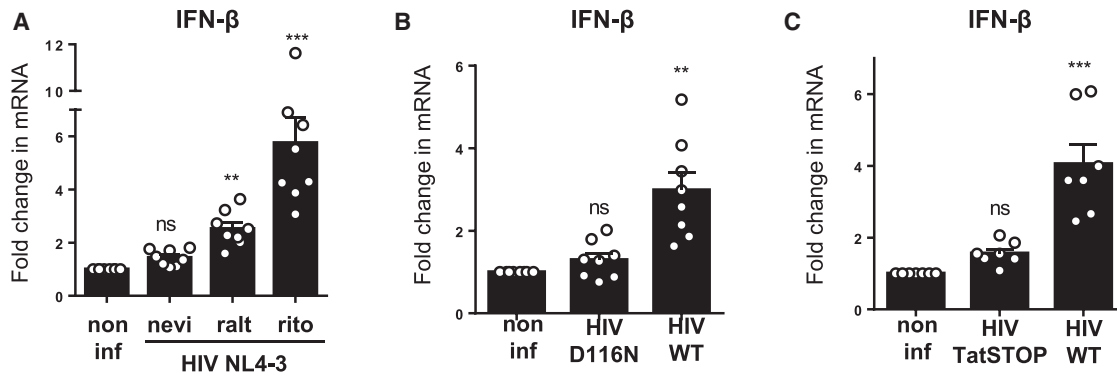 A
IFN-β
Fold change in mRNA
12
10
8
6
4
2
0
***
**
ns
non inf
nevi
ralt
rito
HIV NL4-3
B
IFN-β
Fold change in mRNA
6
4
2
0
**
ns
non inf
HIV D116N
HIV WT
C
IFN-β
Fold change in mRNA
6
4
2
0
***
ns
non inf
HIV TatSTOP
HIV WT